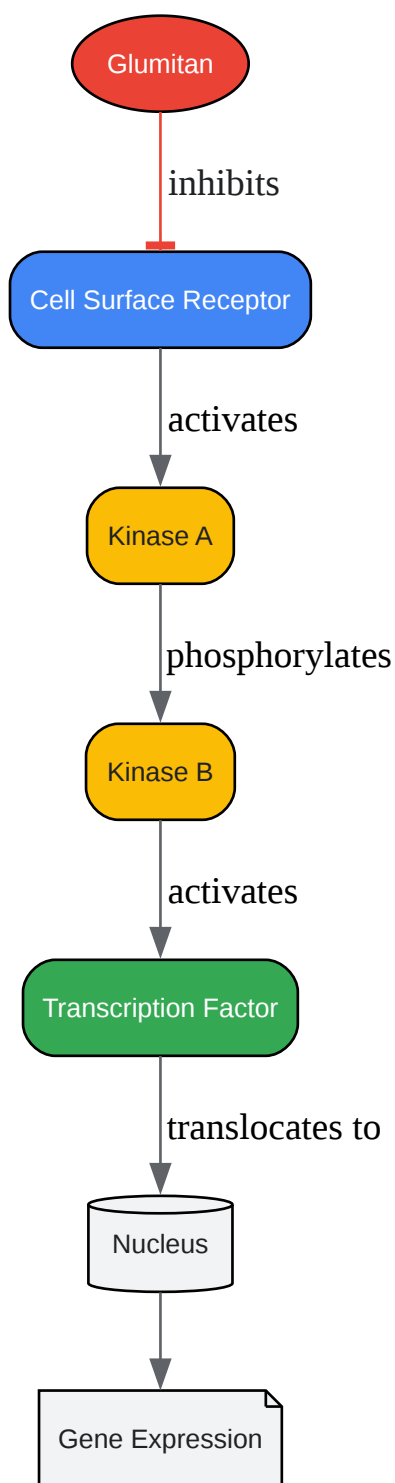 Glumitan
inhibits
Cell Surface Receptor
activates
Kinase A
phosphorylates
Kinase B
activates
Transcription Factor
translocates to
Nucleus
Gene Expression